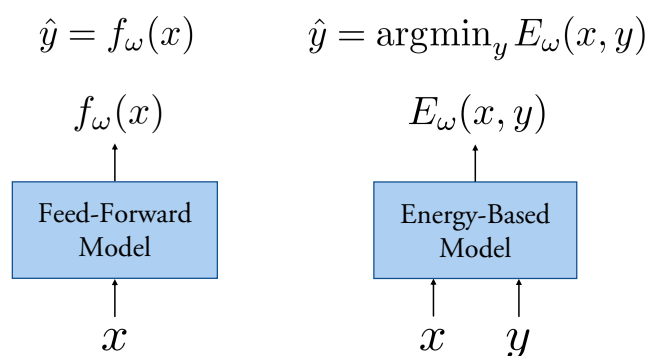 ŷ = f_ω(x)
f_ω(x)
Feed-Forward
Model
x
ŷ = argmin_y E_ω(x, y)
E_ω(x, y)
Energy-Based
Model
x y